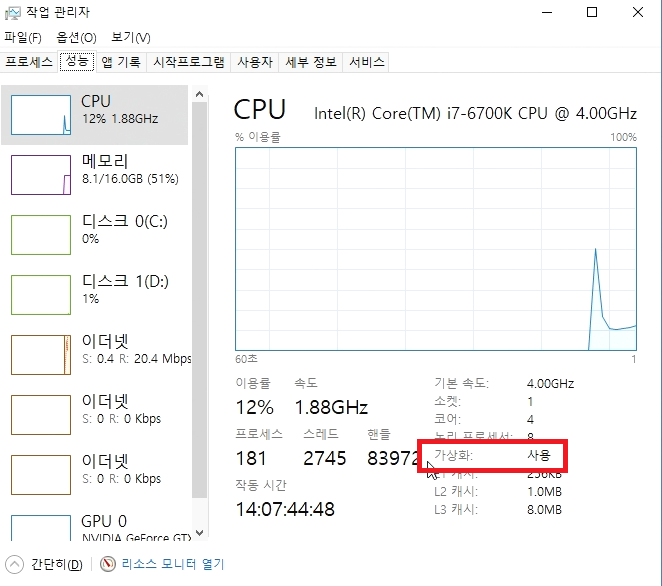 작업 관리자
파일(F) 옵션(O) 보기(V)
프로세스 성능 앱 기록 시작프로그램 사용자 세부 정보 서비스
CPU
12% 1.88GHz
메모리
8.1/16.0GB (51%)
디스크 0(C:)
0%
디스크 1(D:)
1%
이더넷
S: 0.4 R: 20.4 Mbps
이더넷
S: 0 R: 0 Kbps
이더넷
S: 0 R: 0 Kbps
GPU 0
NVIDIA GeForce GTX
CPU Intel(R) Core(TM) i7-6700K CPU @ 4.00GHz
% 이용률 100%
60초 1
이용률 속도
12% 1.88GHz
프로세스 스레드 핸들
181 2745 83972
작동 시간
14:07:44:48
기본 속도: 4.00GHz
소켓: 1
코어: 4
논리 프로세서: 8
가상화: 사용
L1 캐시: 256KB
L2 캐시: 1.0MB
L3 캐시: 8.0MB
간단히(D) 리소스 모니터 열기